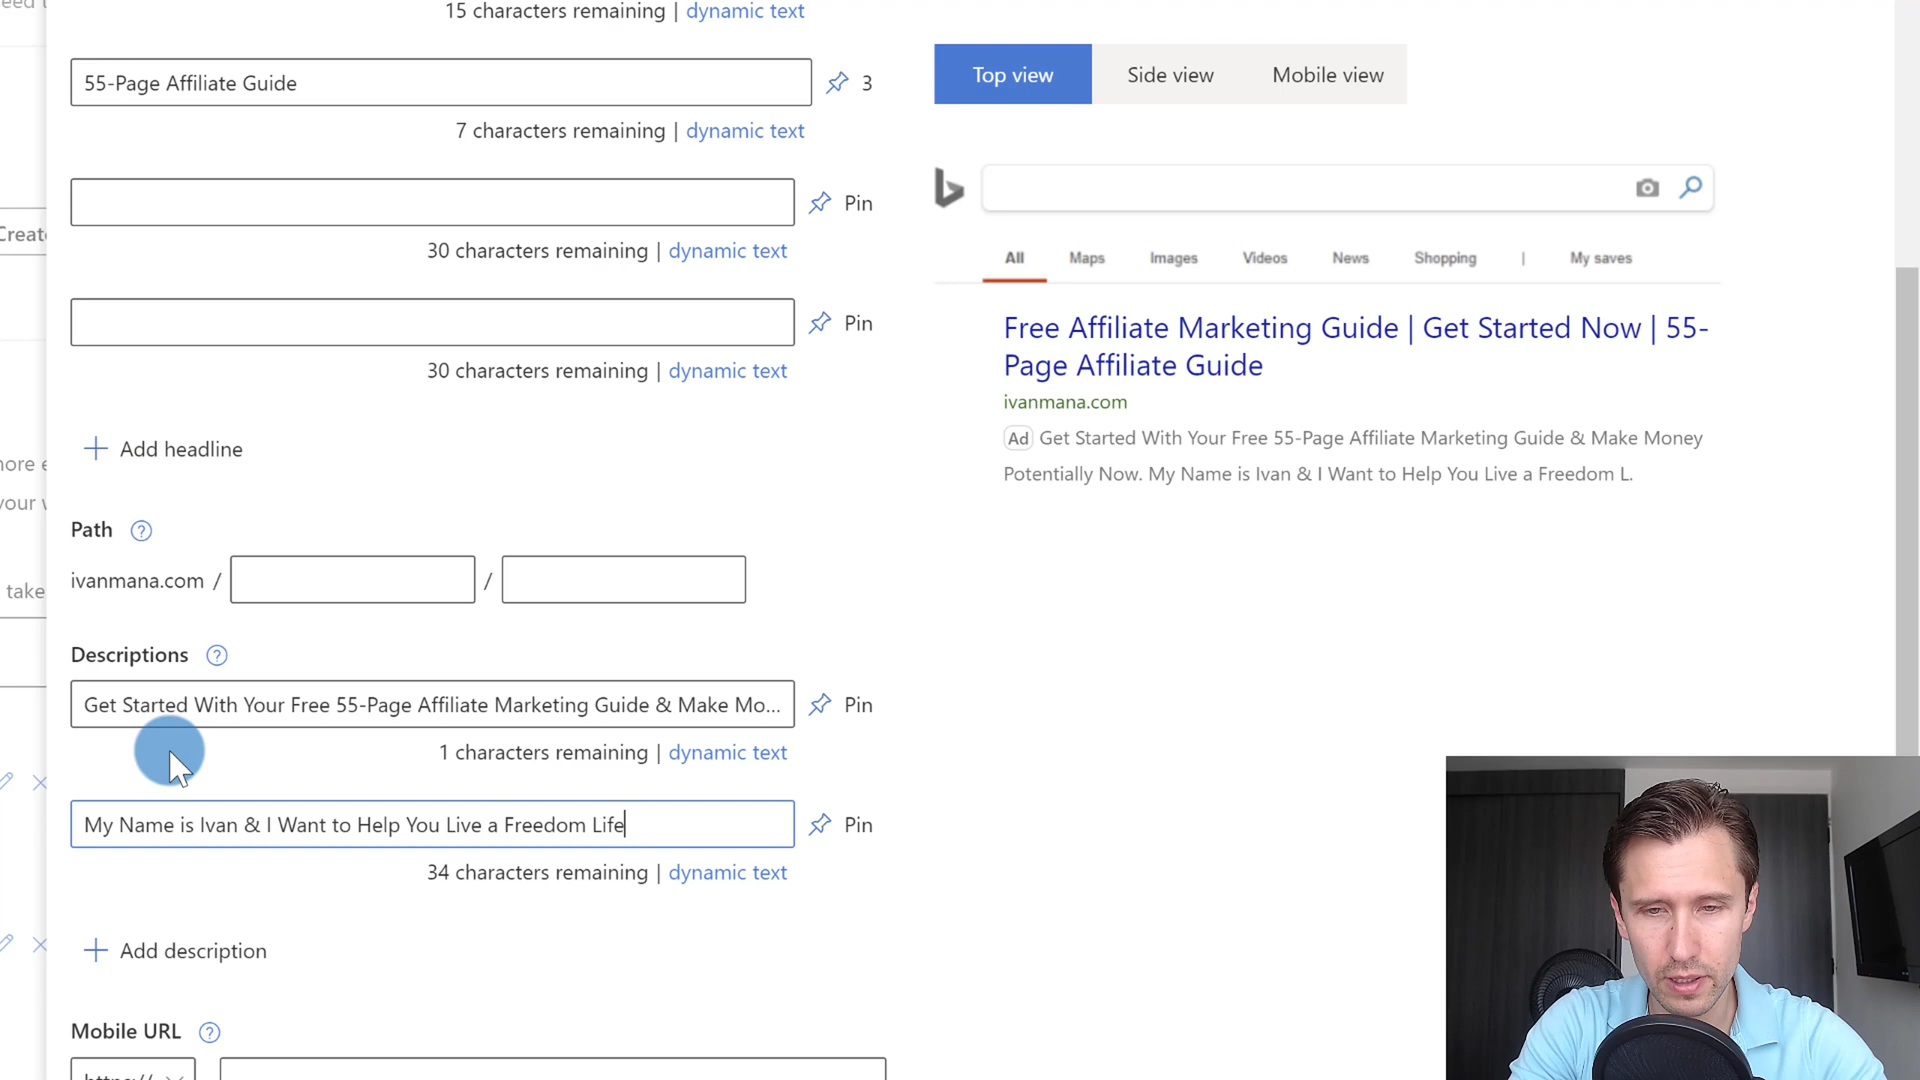 15 characters remaining | dynamic text
55-Page Affiliate Guide
3
7 characters remaining | dynamic text
Pin
30 characters remaining | dynamic text
Pin
30 characters remaining | dynamic text
Add headline
Path
ivanmana.com / /
Descriptions
Get Started With Your Free 55-Page Affiliate Marketing Guide & Make Mo...
Pin
1 characters remaining | dynamic text
My Name is Ivan & I Want to Help You Live a Freedom Life
Pin
34 characters remaining | dynamic text
Add description
Mobile URL
https://
Create
your
take
Top view Side view Mobile view
All Maps Images Videos News Shopping | My saves
Free Affiliate Marketing Guide | Get Started Now | 55-
Page Affiliate Guide
ivanmana.com
Ad Get Started With Your Free 55-Page Affiliate Marketing Guide & Make Money
Potentially Now. My Name is Ivan & I Want to Help You Live a Freedom L.